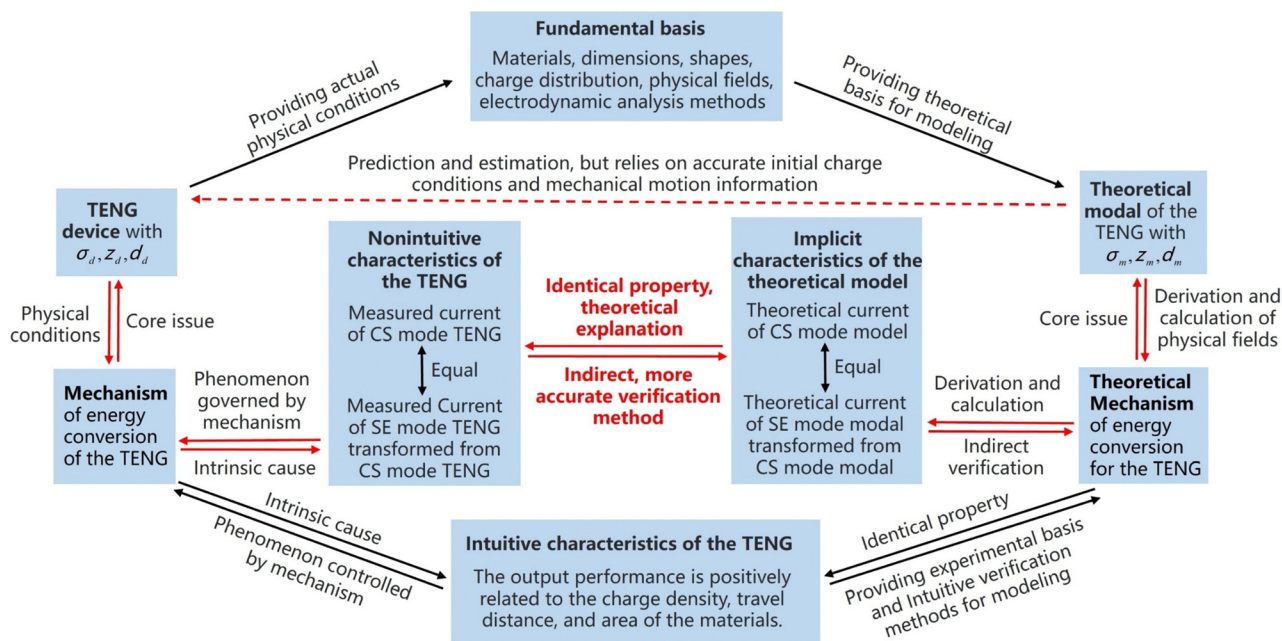 Fundamental basis
Materials, dimensions, shapes,
charge distribution, physical fields,
electrodynamic analysis methods
Providing actual
physical conditions
Providing theoretical
basis for modeling
Prediction and estimation, but relies on accurate initial charge
conditions and mechanical motion information
TENG
device with
σ_d, z_d, d_d
Theoretical
modal of the
TENG with
σ_m, z_m, d_m
Nonintuitive
characteristics of
the TENG
Measured current
of CS mode TENG
Equal
Measured Current
of SE mode TENG
transformed from
CS mode TENG
Identical property,
theoretical
explanation
Indirect, more
accurate verification
method
Implicit
characteristics of the
theoretical model
Theoretical current
of CS mode model
Equal
Theoretical current
of SE mode modal
transformed from
CS mode modal
Physical
conditions
Core issue
Core issue
Derivation and
calculation of
physical fields
Mechanism
of energy
conversion
of the TENG
Phenomenon
governed by
mechanism
Intrinsic cause
Derivation and
calculation
Indirect
verification
Theoretical
Mechanism
of energy
conversion
for the TENG
Intrinsic cause
Phenomenon controlled
by mechanism
Intuitive characteristics of the TENG
The output performance is positively
related to the charge density, travel
distance, and area of the materials.
Identical property
Providing experimental basis
and Intuitive verification
methods for modeling